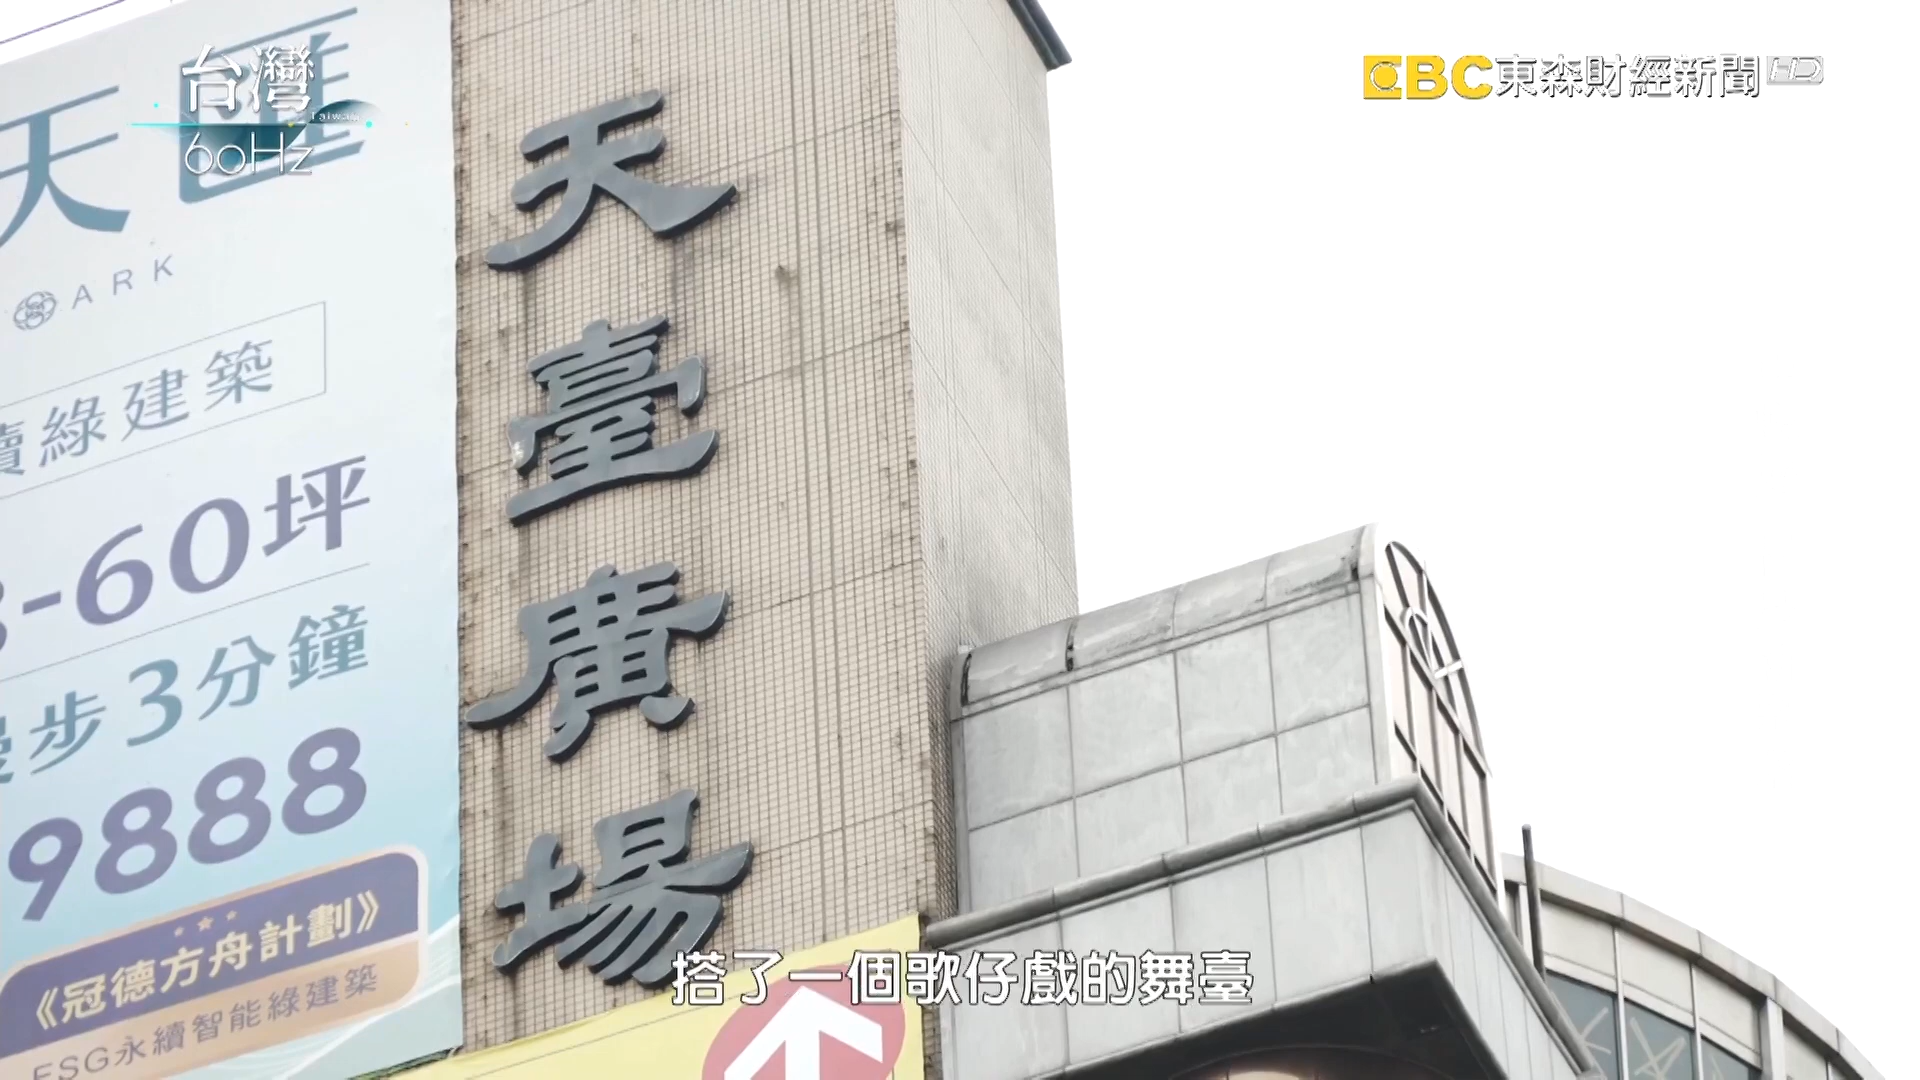 台灣
Taiwan
60Hz
EBC東森財經新聞HD
天匯
ARK
續綠建築
-60坪
步3分鐘
9888
《冠德方舟計劃》
ESG永續智能綠建築
天臺廣場
搭了一個歌仔戲的舞臺